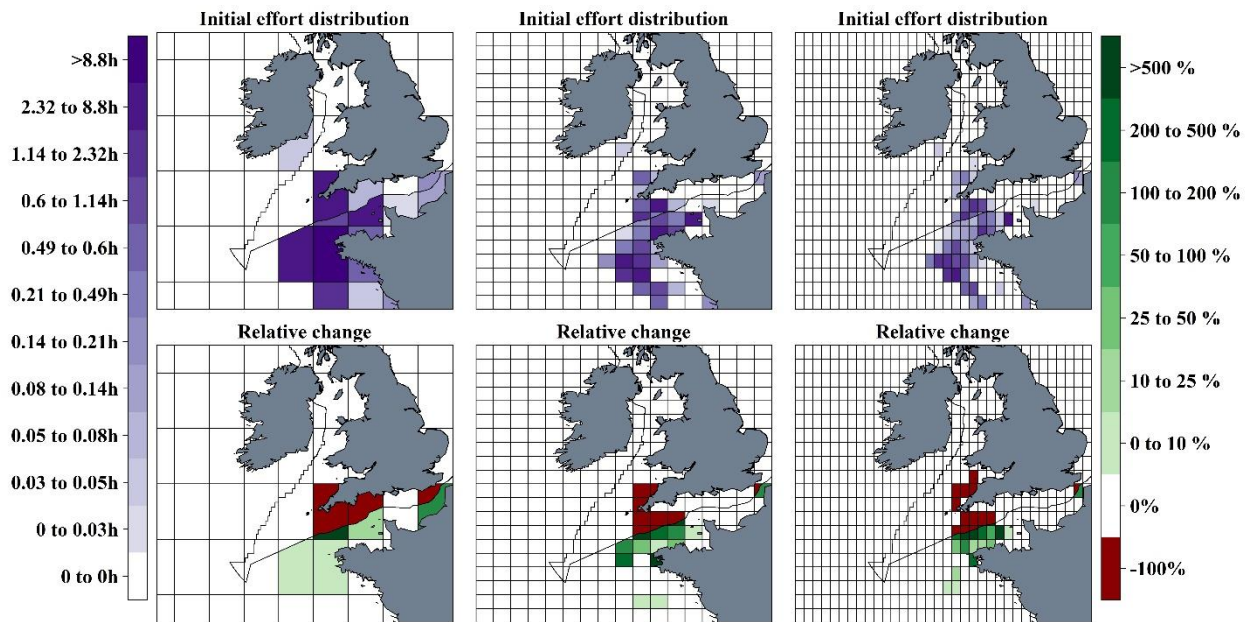 Initial effort distribution
Initial effort distribution
Initial effort distribution
>8.8h
2.32 to 8.8h
1.14 to 2.32h
0.6 to 1.14h
0.49 to 0.6h
0.21 to 0.49h
0.14 to 0.21h
0.08 to 0.14h
0.05 to 0.08h
0.03 to 0.05h
0 to 0.03h
0 to 0h
Relative change
Relative change
Relative change
>500 %
200 to 500 %
100 to 200 %
50 to 100 %
25 to 50 %
10 to 25 %
0 to 10 %
0%
-100%